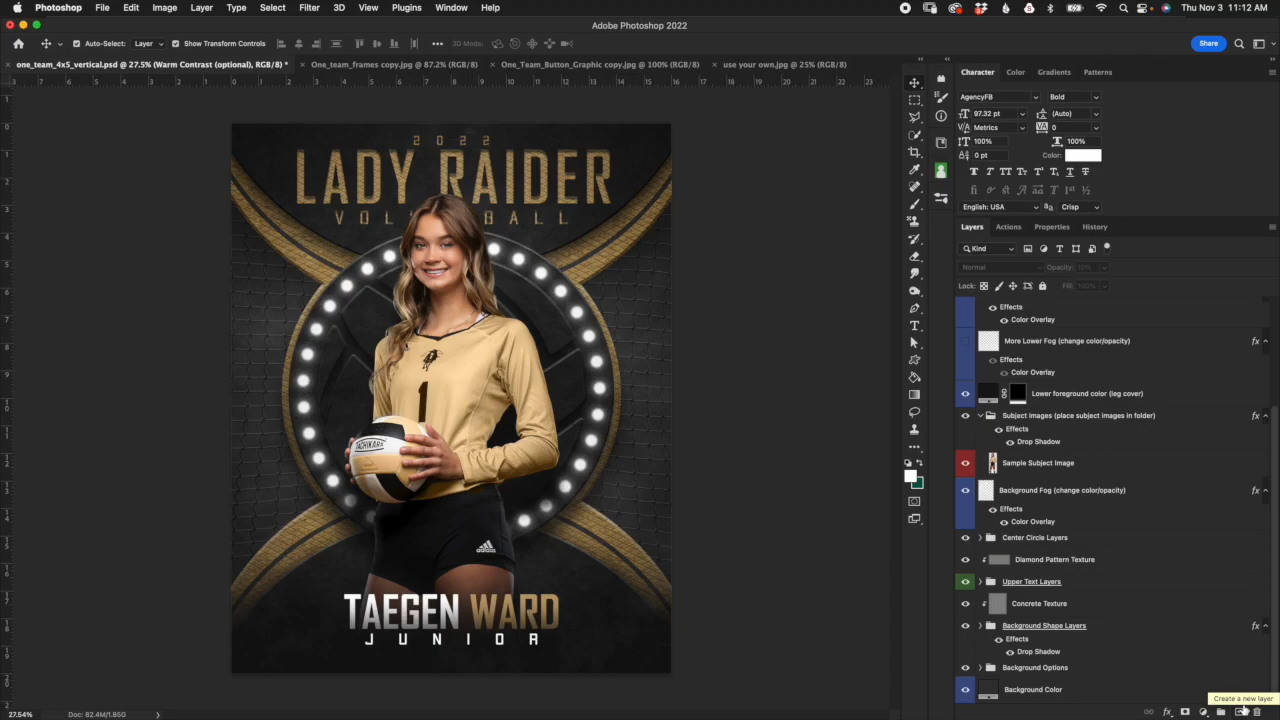 Photoshop File Edit Image Layer Type Select Filter 3D View Plugins Window Help Thu Nov 3 11:12 AM
Adobe Photoshop 2022
Auto-Select: Layer Show Transform Controls 3D Mode: Share
one_team_4x5_vertical.psd @ 27.5% (Warm Contrast (optional), RGB/8) * One_team_frames copy.jpg @ 87.2% (RGB/8) One_Team_Button_Graphic copy.jpg @ 100% (RGB/8) use your own.jpg @ 25% (RGB/8)
Character Color Gradients Patterns
AgencyFB Bold
97.32 pt (Auto)
Metrics 0
100% 100%
0 pt Color:
English: USA Crisp
Layers Actions Properties History
Kind
Normal Opacity: 10%
Lock: Fill: 100%
Effects
Color Overlay
More Lower Fog (change color/opacity)
Effects
Color Overlay
Lower foreground color (leg cover)
Subject Images (place subject images in folder)
Effects
Drop Shadow
Sample Subject Image
Background Fog (change color/opacity)
Effects
Color Overlay
Center Circle Layers
Diamond Pattern Texture
Upper Text Layers
Concrete Texture
Background Shape Layers
Effects
Drop Shadow
Background Options
Background Color
Create a new layer
2022
RAIDER
TACHIKARA
1
adidas
TAEGEN WARD
JUNIOR
27.54% Doc: 82.4M/1.85G